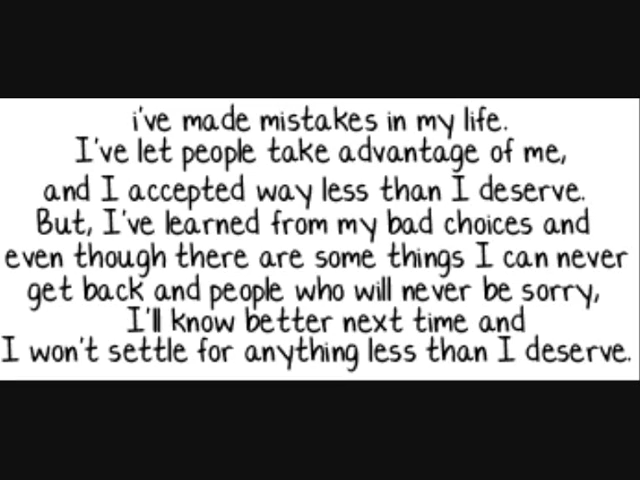 i've made mistakes in my life.
I've let people take advantage of me,
and I accepted way less than I deserve.
But, I've learned from my bad choices and
even though there are some things I can never
get back and people who will never be sorry,
I'll know better next time and
I won't settle for anything less than I deserve.